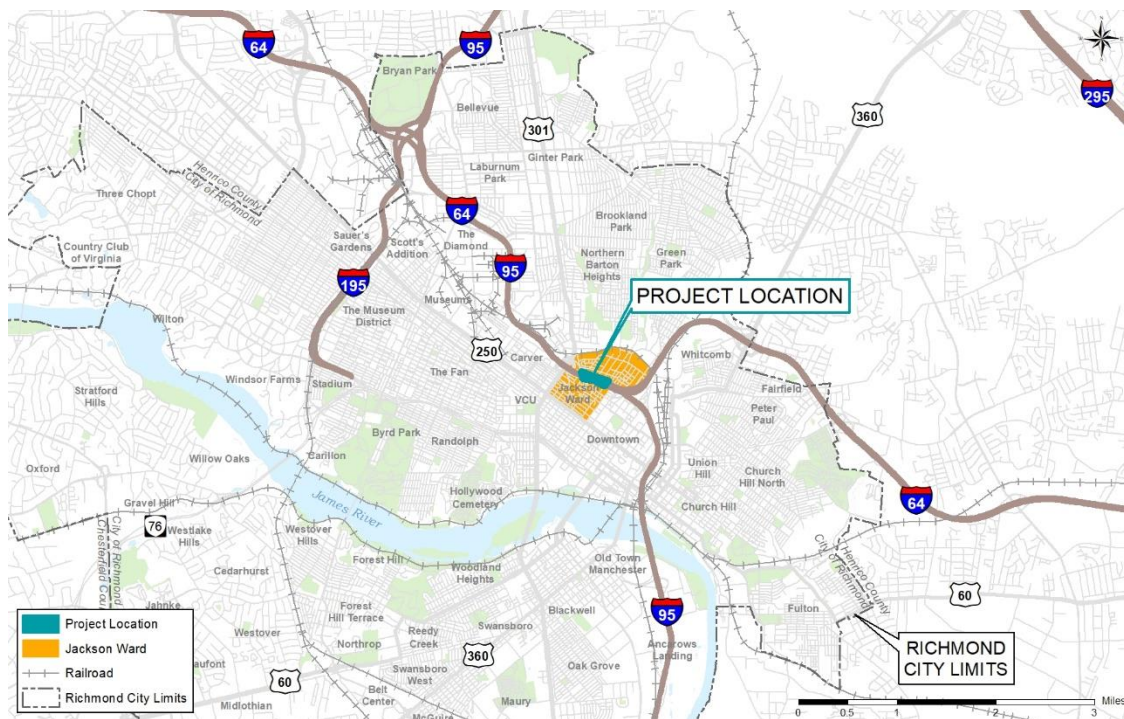 64
95
295
Bryan Park
Bellevue
301
360
Ginter Park
Laburnum
Park
Henrico County
City of Richmond
Three Chopt
64
Brookland
Park
The
Diamond
Sauer's
Gardens
Scott's
Addition
Country Club
of Virginia
Northern
Barton
Heights
Green
Park
95
195
PROJECT LOCATION
Museums
The Museum
District
Wilton
250
Carver
Whitcomb
The Fan
Windsor Farms
Stadium
Stratford
Hills
Jackson
Ward
Fairfield
VCU
Peter
Paul
Byrd Park
Randolph
Downtown
Carillon
Willow Oaks
Oxford
Union
Hill
Church
Hill North
Hollywood
Cemetery
James River
64
Gravel Hill
76
Westlake
Hills
City of Richmond
Chesterfield Cou
Church Hill
Westover
Hills
Forest Hill
Woodland
Heights
Old Town
Manchester
Henrico County
City of Richmond
Cedarhurst
60
Jahnke
Forest
Hill Terrace
Swansboro
Blackwell
95
Fulton
Westover
Reedy
Creek
Northrop
360
Ancarrows
Landing
RICHMOND
CITY LIMITS
Beaufont
60
Swansboro
West
Oak Grove
Belt
Center
Midlothian
McGuire
Maury
Project Location
Jackson Ward
Railroad
Richmond City Limits
Miles
0 0.5 1 2 3